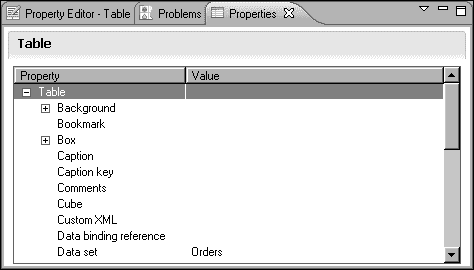 Property Editor - Table Problems Properties
Table
Property Value
Table
Background
Bookmark
Box
Caption
Caption key
Comments
Cube
Custom XML
Data binding reference
Data set Orders